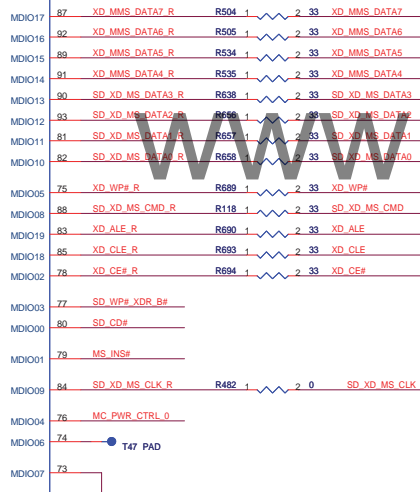 MDIO17 87 XD_MMS_DATA7_R R504 1 2 33 XD_MMS_DATA7
MDIO16 92 XD_MMS_DATA6_R R505 1 2 33 XD_MMS_DATA6
MDIO15 89 XD_MMS_DATA5_R R534 1 2 33 XD_MMS_DATA5
MDIO14 91 XD_MMS_DATA4_R R535 1 2 33 XD_MMS_DATA4
MDIO13 90 SD_XD_MS_DATA3_R R638 1 2 33 SD_XD_MS_DATA3
MDIO12 93 SD_XD_MS_DATA2_R R656 1 2 33 SD_XD_MS_DATA2
MDIO11 81 SD_XD_MS_DATA1_R R657 1 2 33 SD_XD_MS_DATA1
MDIO10 82 SD_XD_MS_DATA0_R R658 1 2 33 SD_XD_MS_DATA0
www
MDIO05 75 XD_WP#_R R689 1 2 33 XD_WP#
MDIO08 88 SD_XD_MS_CMD_R R118 1 2 33 SD_XD_MS_CMD
MDIO19 83 XD_ALE_R R690 1 2 33 XD_ALE
MDIO18 85 XD_CLE_R R693 1 2 33 XD_CLE
MDIO02 78 XD_CE#_R R694 1 2 33 XD_CE#
MDIO03 77 SD_WP#_XDR_B#
MDIO00 80 SD_CD#
MDIO01 79 MS_INS#
MDIO09 84 SD_XD_MS_CLK_R R482 1 2 0 SD_XD_MS_CLK
MDIO04 76 MC_PWR_CTRL_0
MDIO06 74 T47 PAD
MDIO07 73